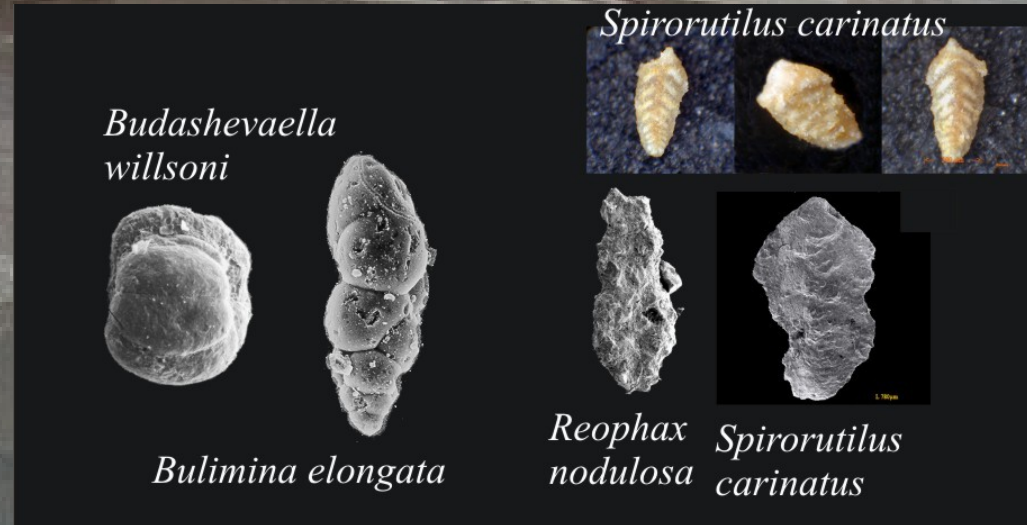 Spirorutilus carinatus
Budashevaella
willsoni
Bulimina elongata
Reophax
nodulosa
Spirorutilus
carinatus